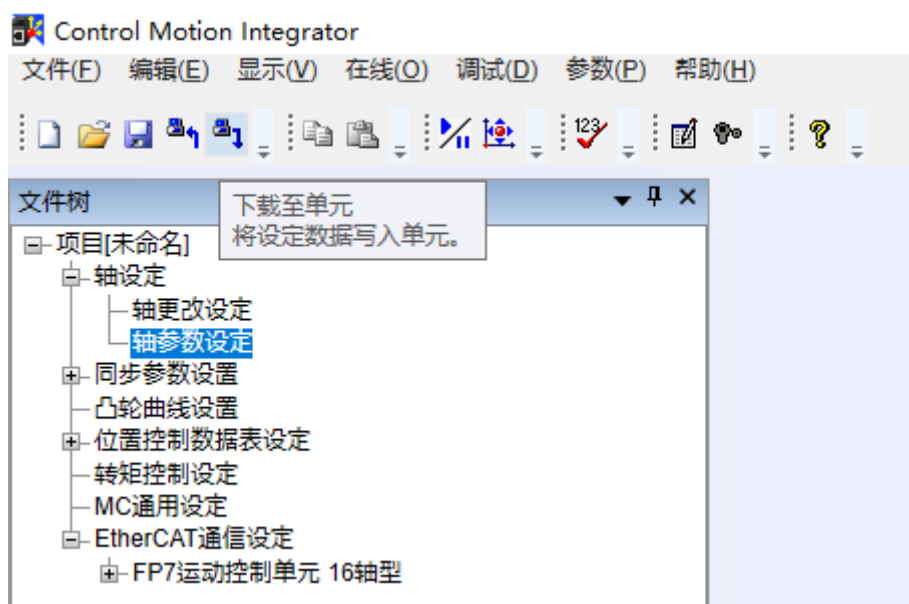 Control Motion Integrator
文件(F) 编辑(E) 显示(V) 在线(O) 调试(D) 参数(P) 帮助(H)
123
文件树
下载至单元
将设定数据写入单元。
项目[未命名]
轴设定
轴更改设定
轴参数设定
同步参数设置
凸轮曲线设置
位置控制数据表设定
转矩控制设定
MC通用设定
EtherCAT通信设定
FP7运动控制单元 16轴型